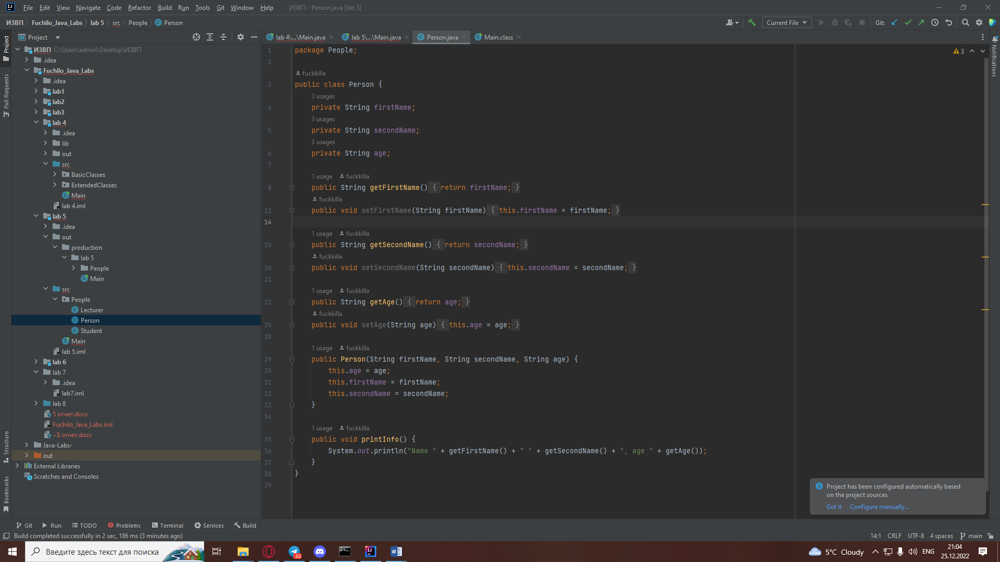 File Edit View Navigate Code Refactor Build Run Tools Git Window Help ИЗВП - Person.java [lab 5]
ИЗВП Fuchilo_Java_Labs lab 5 src People Person Current File Git:
Project lab 4\...\Main.java lab 5\...\Main.java Person.java Main.class
Project
Pull Requests
Structure
Bookmarks
Notifications
ИЗВП C:\Users\admin\Desktop\ИЗВП
.idea
Fuchilo_Java_Labs
.idea
lab1
lab2
lab3
lab 4
.idea
lib
out
src
BasicClasses
ExtendedClasses
Main
lab 4.iml
lab 5
.idea
out
production
lab 5
People
Main
src
People
Lecturer
Person
Student
Main
lab 5.iml
lab 6
lab 7
.idea
lab7.iml
lab 8
5 отчет.docx
Fuchilo_Java_Labs.iml
~$ отчет.docx
Java-Labs-
out
External Libraries
Scratches and Consoles
3
1 package People;
2
fuckkilla
3 public class Person {
3 usages
4 private String firstName;
3 usages
5 private String secondName;
3 usages
6 private String age;
7
1 usage fuckkilla
8 public String getFirstName() { return firstName; }
fuckkilla
11 public void setFirstName(String firstName) { this.firstName = firstName; }
14
1 usage fuckkilla
15 public String getSecondName() { return secondName; }
fuckkilla
18 public void setSecondName(String secondName) { this.secondName = secondName; }
21
1 usage fuckkilla
22 public String getAge() { return age; }
fuckkilla
25 public void setAge(String age) { this.age = age; }
28
1 usage fuckkilla
29 public Person(String firstName, String secondName, String age) {
30 this.age = age;
31 this.firstName = firstName;
32 this.secondName = secondName;
33 }
34
1 usage fuckkilla
35 public void printInfo() {
36 System.out.println("Name " + getFirstName() + " " + getSecondName() + ", age " + getAge());
37 }
38 }
39
Project has been configured automatically based
on the project sources
Got it Configure manually...
Git Run TODO Problems Terminal Services Build
Build completed successfully in 2 sec, 186 ms (3 minutes ago) 14:1 CRLF UTF-8 4 spaces main
Введите здесь текст для поиска .02 5°C Cloudy ENG 21:04
25.12.2022